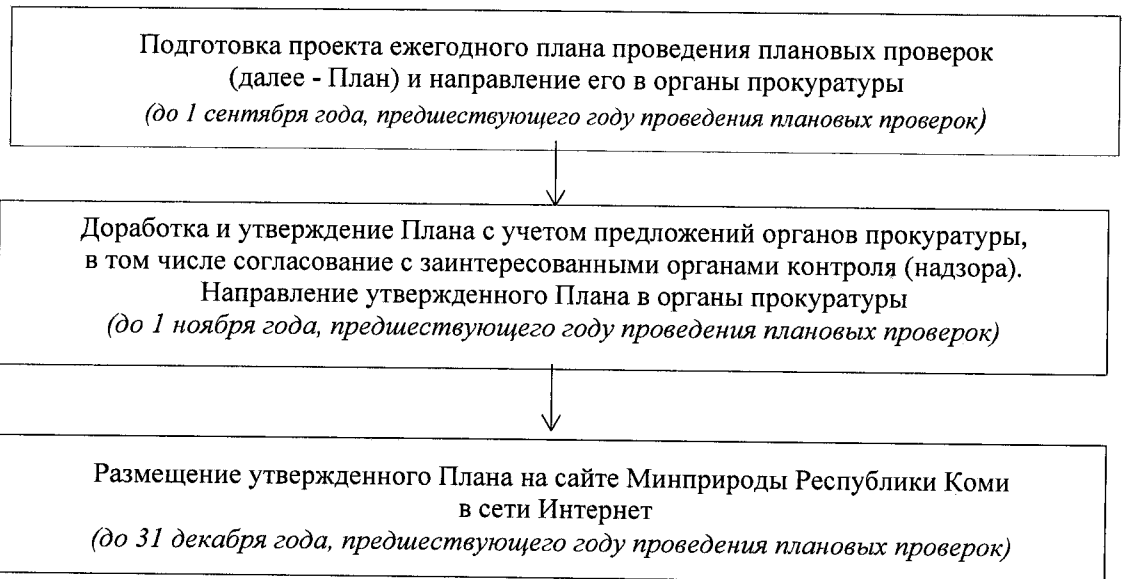 Подготовка проекта ежегодного плана проведения плановых проверок
(далее - План) и направление его в органы прокуратуры
(до 1 сентября года, предшествующего году проведения плановых проверок)
Доработка и утверждение Плана с учетом предложений органов прокуратуры,
в том числе согласование с заинтересованными органами контроля (надзора).
Направление утвержденного Плана в органы прокуратуры
(до 1 ноября года, предшествующего году проведения плановых проверок)
Размещение утвержденного Плана на сайте Минприроды Республики Коми
в сети Интернет
(до 31 декабря года, предшествующего году проведения плановых проверок)